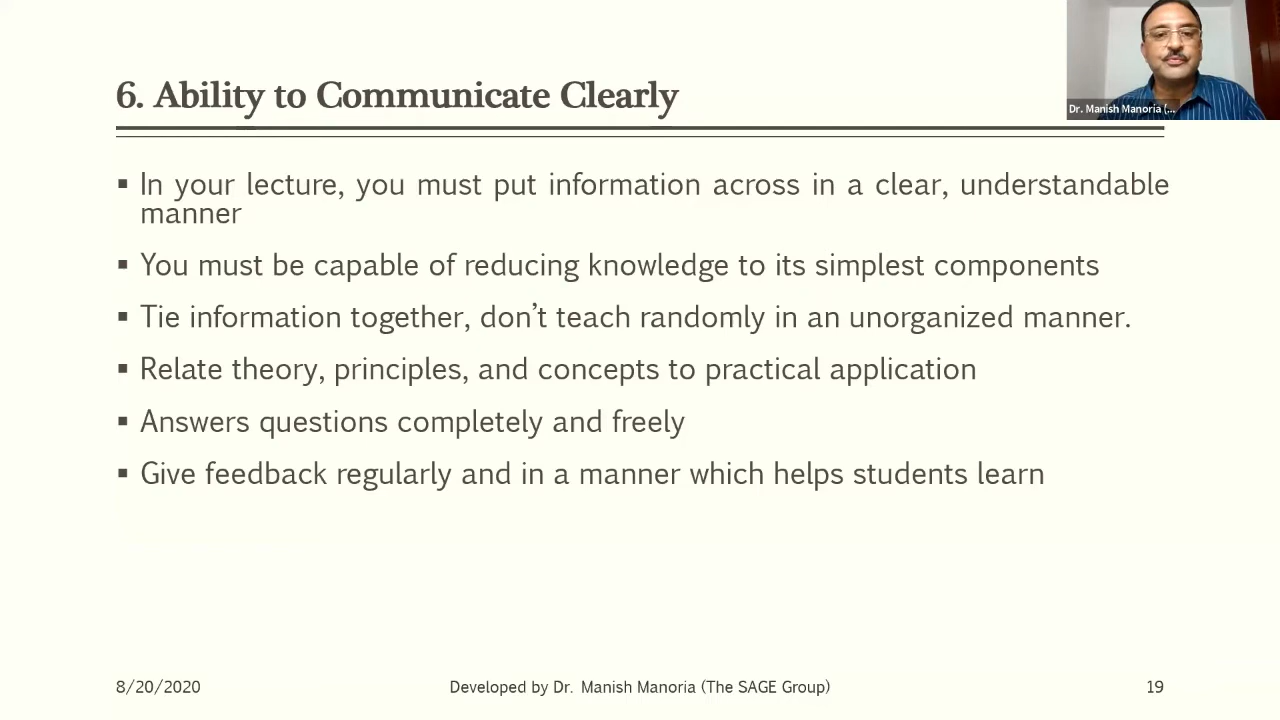 6. Ability to Communicate Clearly
Dr. Manish Manoria (...
▪ In your lecture, you must put information across in a clear, understandable
manner
▪ You must be capable of reducing knowledge to its simplest components
▪ Tie information together, don’t teach randomly in an unorganized manner.
▪ Relate theory, principles, and concepts to practical application
▪ Answers questions completely and freely
▪ Give feedback regularly and in a manner which helps students learn
8/20/2020 Developed by Dr. Manish Manoria (The SAGE Group) 19